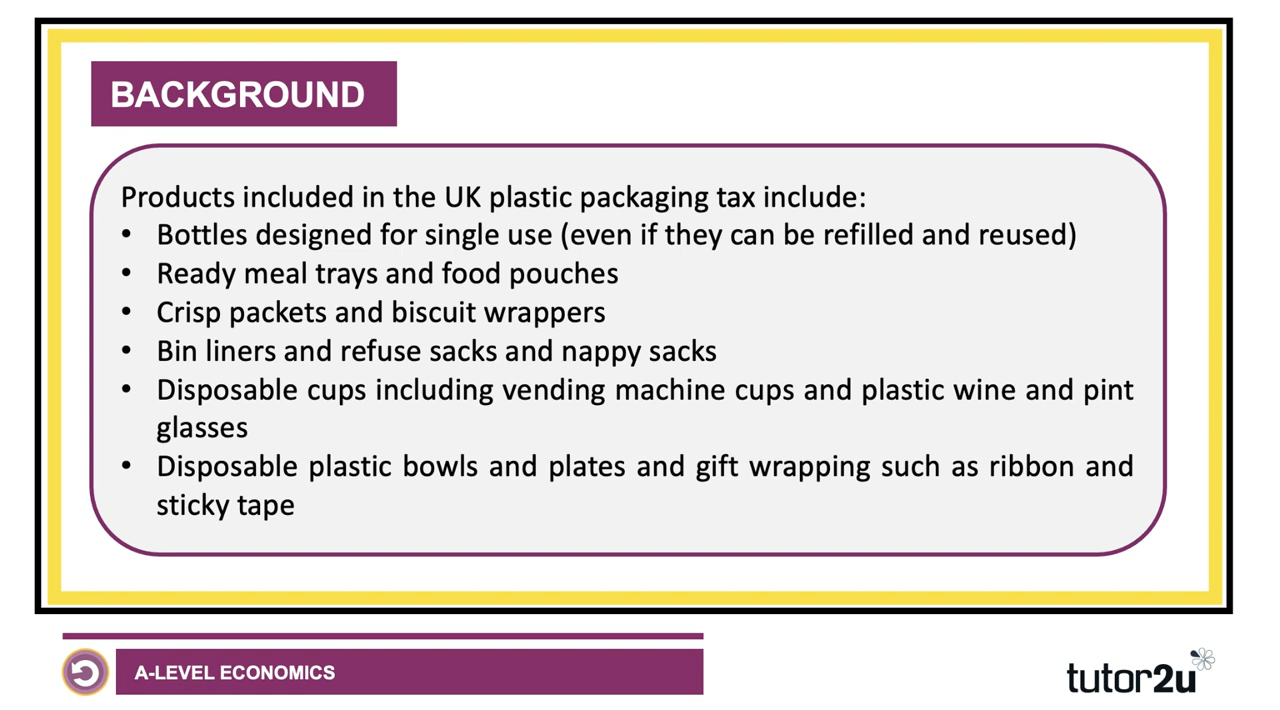 BACKGROUND
Products included in the UK plastic packaging tax include:
• Bottles designed for single use (even if they can be refilled and reused)
• Ready meal trays and food pouches
• Crisp packets and biscuit wrappers
• Bin liners and refuse sacks and nappy sacks
• Disposable cups including vending machine cups and plastic wine and pint
glasses
• Disposable plastic bowls and plates and gift wrapping such as ribbon and
sticky tape
A-LEVEL ECONOMICS
tutor2u